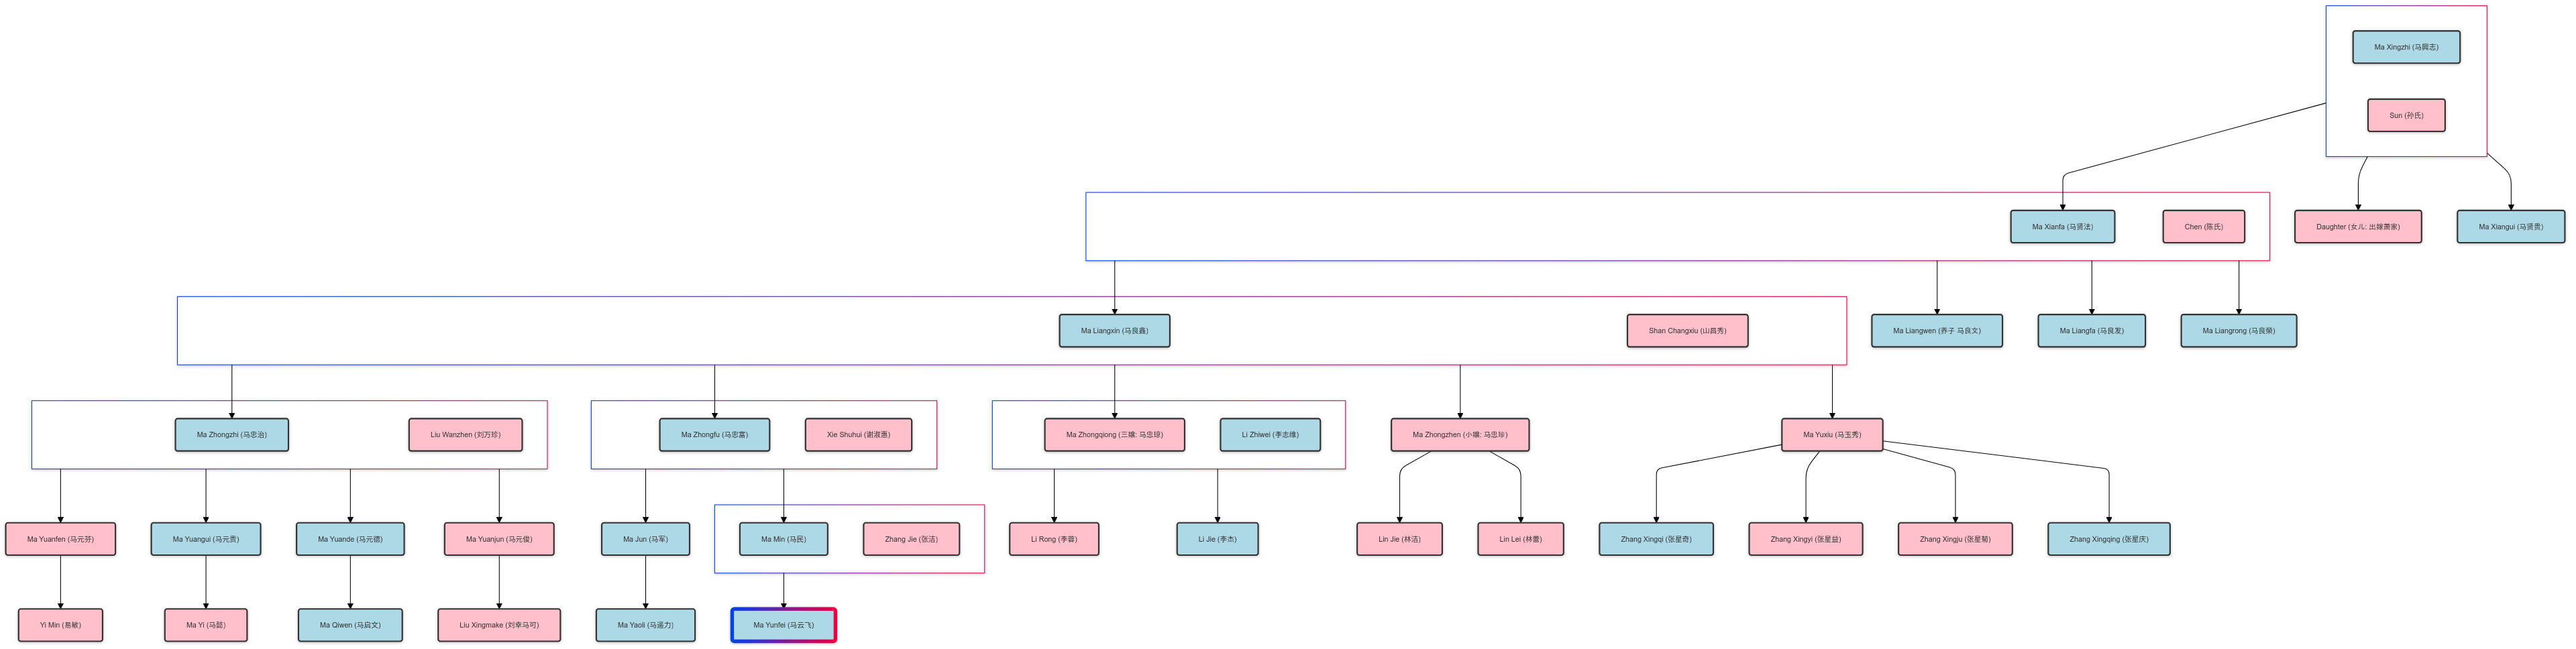 Ma Xingzhi (马興志)
Sun (孙氏)
Ma Xianfa (马贤法)
Chen (陈氏)
Daughter (女儿: 出嫁萧家)
Ma Xiangui (马贤贵)
Ma Liangxin (马良鑫)
Shan Changxiu (山昌秀)
Ma Liangwen (养子 马良文)
Ma Liangfa (马良发)
Ma Liangrong (马良榮)
Ma Zhongzhi (马忠治)
Liu Wanzhen (刘万珍)
Ma Zhongfu (马忠富)
Xie Shuhui (谢淑惠)
Ma Zhongqiong (三孃: 马忠琼)
Li Zhiwei (李志维)
Ma Zhongzhen (小孃: 马忠珍)
Ma Yuxiu (马玉秀)
Ma Yuanfen (马元芬)
Ma Yuangui (马元贵)
Ma Yuande (马元德)
Ma Yuanjun (马元俊)
Ma Jun (马军)
Ma Min (马民)
Zhang Jie (张洁)
Li Rong (李蓉)
Li Jie (李杰)
Lin Jie (林洁)
Lin Lei (林蕾)
Zhang Xingqi (张星奇)
Zhang Xingyi (张星益)
Zhang Xingju (张星菊)
Zhang Xingqing (张星庆)
Yi Min (易敏)
Ma Yi (马懿)
Ma Qiwen (马启文)
Liu Xingmake (刘幸马可)
Ma Yaoli (马遥力)
Ma Yunfei (马云飞)